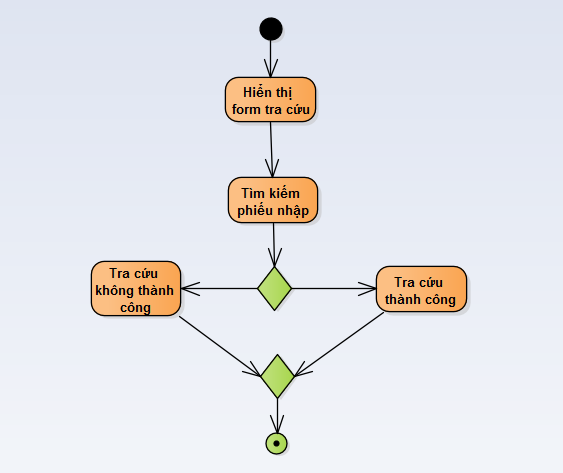 Hiển thị
form tra cứu
Tìm kiếm
phiếu nhập
Tra cứu
không thành
công
Tra cứu
thành công